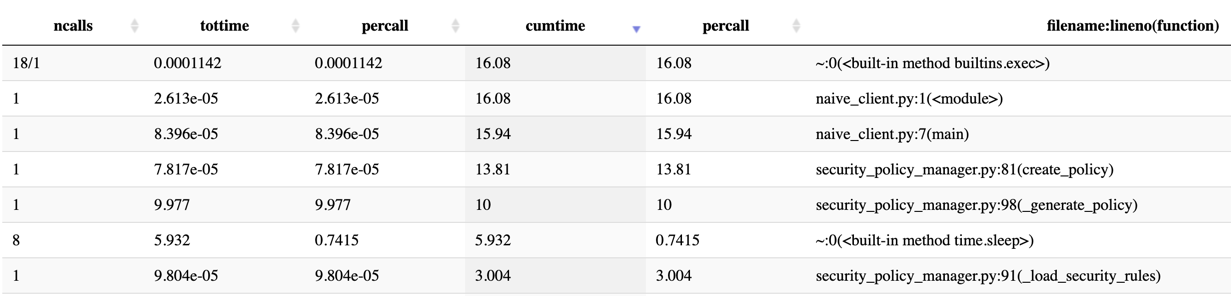 ncalls tottime percall cumtime percall filename:lineno(function)
18/1 0.0001142 0.0001142 16.08 16.08 ~:0(<built-in method builtins.exec>)
1 2.613e-05 2.613e-05 16.08 16.08 naive_client.py:1(<module>)
1 8.396e-05 8.396e-05 15.94 15.94 naive_client.py:7(main)
1 7.817e-05 7.817e-05 13.81 13.81 security_policy_manager.py:81(create_policy)
1 9.977 9.977 10 10 security_policy_manager.py:98(_generate_policy)
8 5.932 0.7415 5.932 0.7415 ~:0(<built-in method time.sleep>)
1 9.804e-05 9.804e-05 3.004 3.004 security_policy_manager.py:91(_load_security_rules)